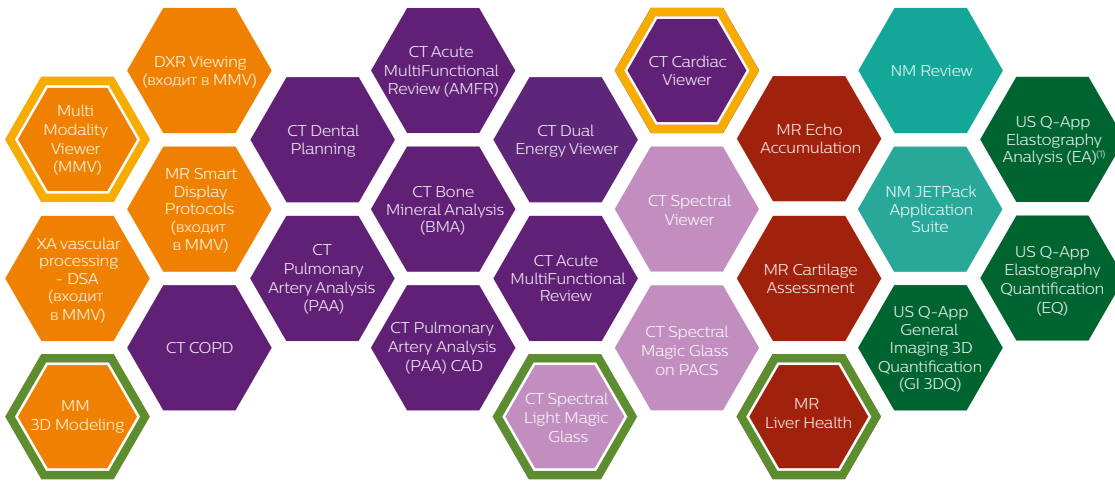 DXR Viewing
(входит в MMV)
CT Acute
MultiFunctional
Review (AMFR)
CT Cardiac
Viewer
NM Review
Multi
Modality
Viewer
(MMV)
CT Dental
Planning
CT Dual
Energy Viewer
MR Echo
Accumulation
US Q-App
Elastography
Analysis (EA)⁽¹⁾
MR Smart
Display
Protocols
(входит
в MMV)
CT Bone
Mineral Analysis
(BMA)
CT Spectral
Viewer
NM JETPack
Application
Suite
XA vascular
processing
- DSA
(входит
в MMV)
CT
Pulmonary
Artery Analysis
(PAA)
CT Acute
MultiFunctional
Review
MR Cartilage
Assessment
US Q-App
Elastography
Quantification
(EQ)
CT COPD
CT Pulmonary
Artery Analysis
(PAA) CAD
CT Spectral
Magic Glass
on PACS
US Q-App
General
Imaging 3D
Quantification
(GI 3DQ)
MM
3D Modeling
CT Spectral
Light Magic
Glass
MR
Liver Health